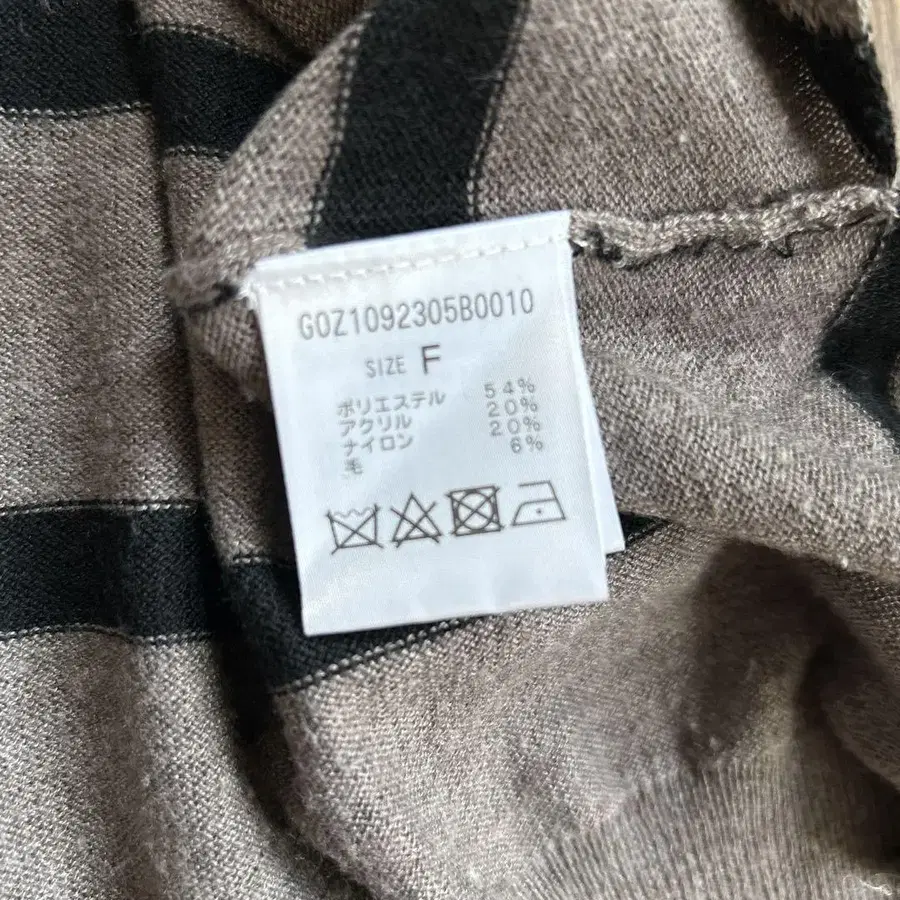 GOZ1092305B0010
SIZE F
ポリエステル 54%
アクリル 20%
ナイロン 20%
毛 6%